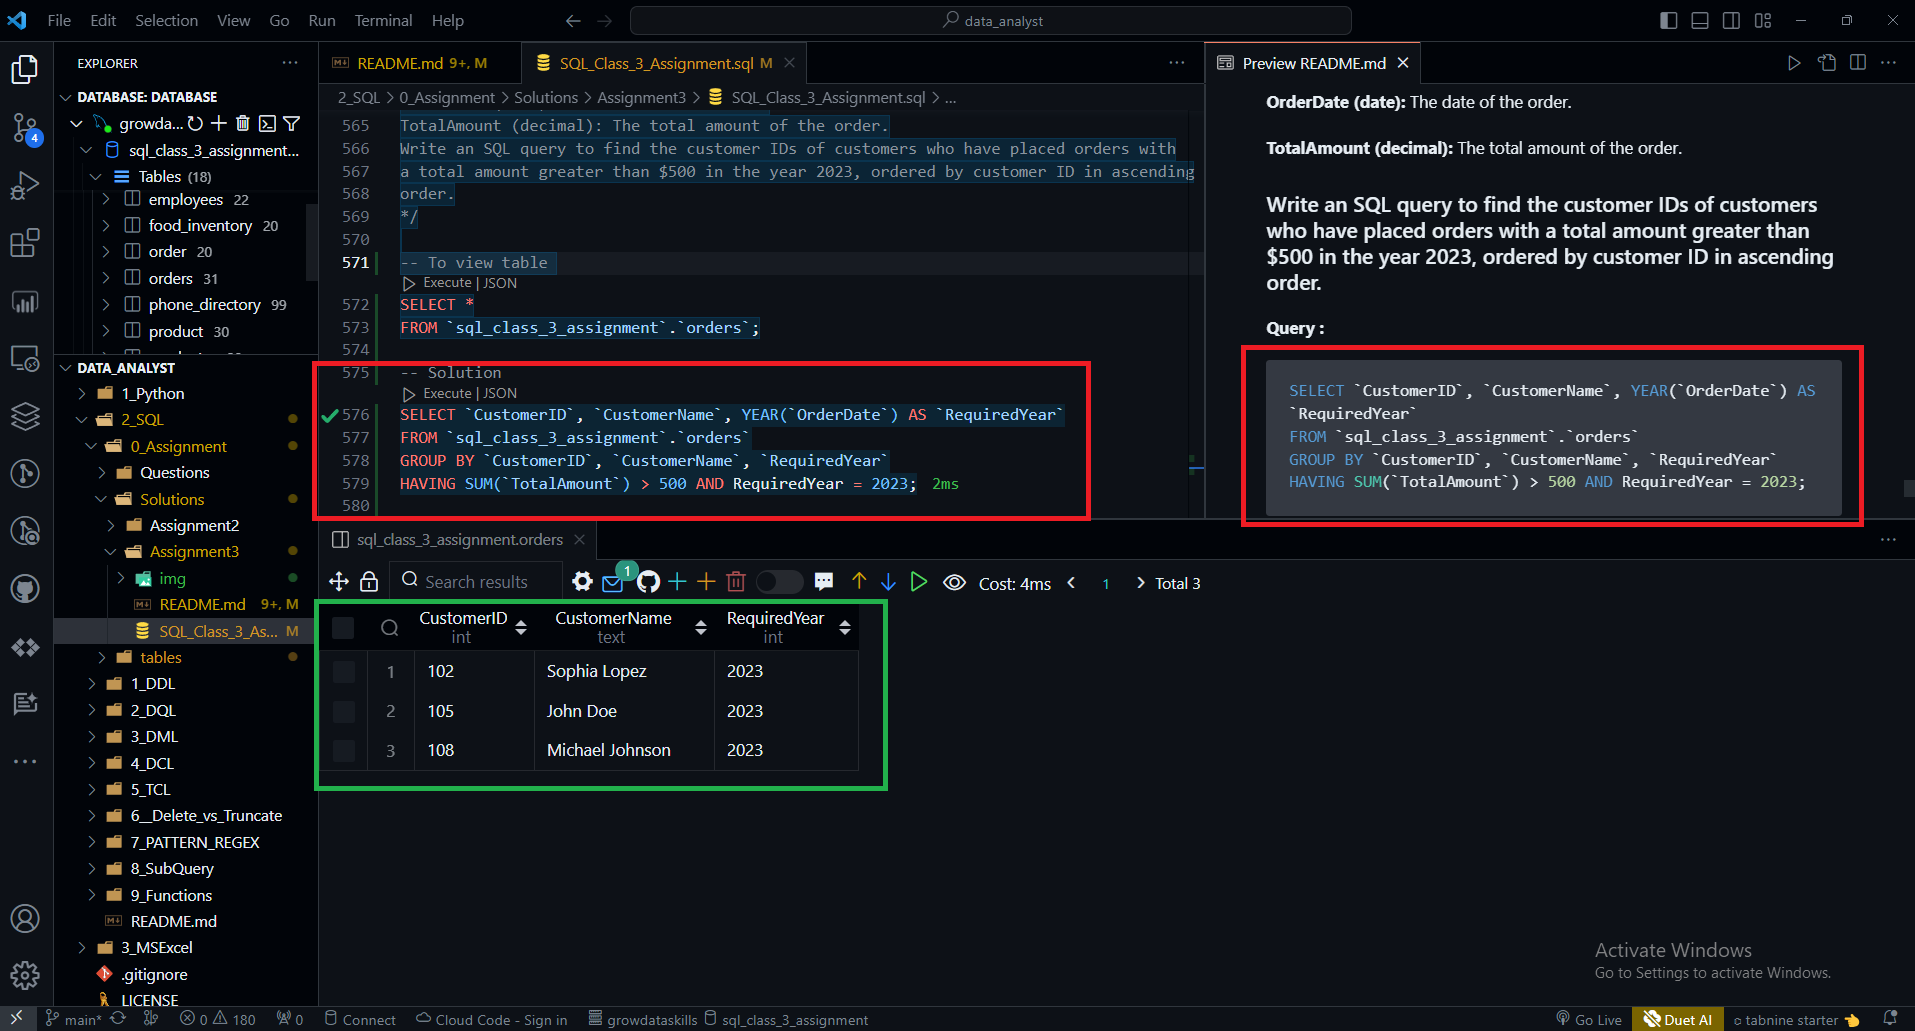 File Edit Selection View Go Run Terminal Help
data_analyst
EXPLORER
DATABASE: DATABASE
growda...
sql_class_3_assignment...
Tables (18)
employees 22
food_inventory 20
order 20
orders 31
phone_directory 99
product 30
DATA_ANALYST
1_Python
2_SQL
0_Assignment
Questions
Solutions
Assignment2
Assignment3
img
README.md 9+, M
SQL_Class_3_As... M
tables
1_DDL
2_DQL
3_DML
4_DCL
5_TCL
6__Delete_vs_Truncate
7_PATTERN_REGEX
8_SubQuery
9_Functions
README.md
3_MSExcel
.gitignore
LICENSE
4
README.md 9+, M
SQL_Class_3_Assignment.sql M
2_SQL > 0_Assignment > Solutions > Assignment3 > SQL_Class_3_Assignment.sql > ...
565 TotalAmount (decimal): The total amount of the order.
566 Write an SQL query to find the customer IDs of customers who have placed orders with
567 a total amount greater than $500 in the year 2023, ordered by customer ID in ascending
568 order.
569 */
570
571 -- To view table
Execute | JSON
572 SELECT *
573 FROM `sql_class_3_assignment`.`orders`;
574
575 -- Solution
Execute | JSON
576 SELECT `CustomerID`, `CustomerName`, YEAR(`OrderDate`) AS `RequiredYear`
577 FROM `sql_class_3_assignment`.`orders`
578 GROUP BY `CustomerID`, `CustomerName`, `RequiredYear`
579 HAVING SUM(`TotalAmount`) > 500 AND RequiredYear = 2023; 2ms
580
Preview README.md
OrderDate (date): The date of the order.
TotalAmount (decimal): The total amount of the order.
Write an SQL query to find the customer IDs of customers
who have placed orders with a total amount greater than
$500 in the year 2023, ordered by customer ID in ascending
order.
Query :
SELECT `CustomerID`, `CustomerName`, YEAR(`OrderDate`) AS
`RequiredYear`
FROM `sql_class_3_assignment`.`orders`
GROUP BY `CustomerID`, `CustomerName`, `RequiredYear`
HAVING SUM(`TotalAmount`) > 500 AND RequiredYear = 2023;
sql_class_3_assignment.orders
Search results 1 Cost: 4ms < 1 > Total 3
CustomerID CustomerName RequiredYear
int text int
1 102 Sophia Lopez 2023
2 105 John Doe 2023
3 108 Michael Johnson 2023
Activate Windows
Go to Settings to activate Windows.
main* 0 180 0 Connect Cloud Code - Sign in growdataskills sql_class_3_assignment Go Live Duet AI tabnine starter